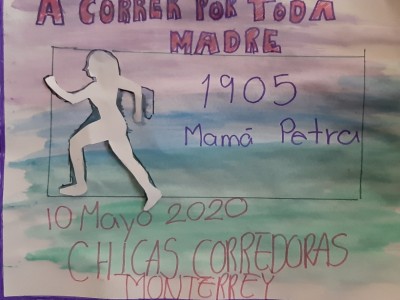 A CORRER POR TODA
MADRE
1905
Mamá Petra
10 Mayo 2020
CHICAS CORREDORAS
MONTERREY